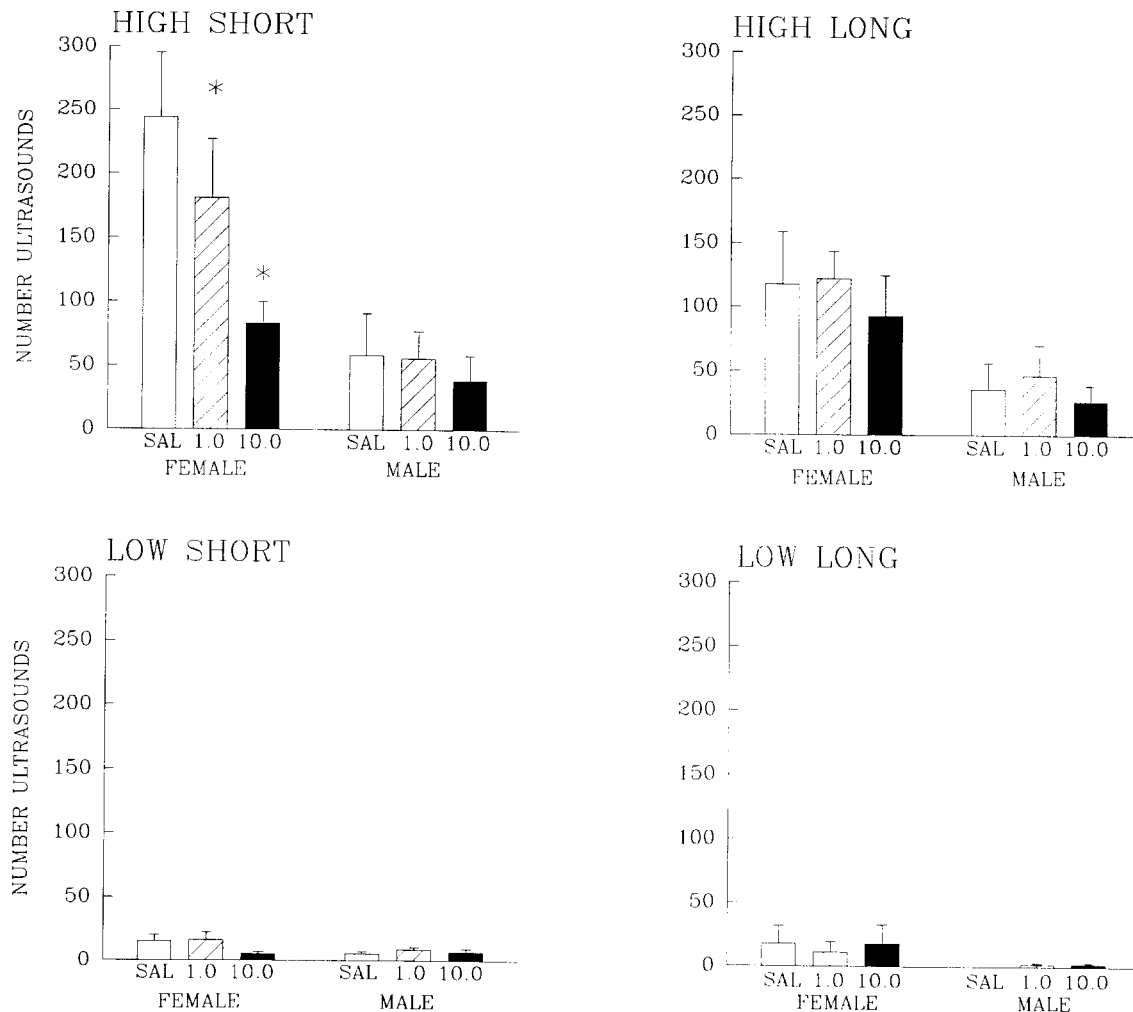 HIGH SHORT
NUMBER ULTRASOUNDS
300
250
200
150
100
50
0
*
*
SAL 1.0 10.0 SAL 1.0 10.0
FEMALE MALE
HIGH LONG
300
250
200
150
100
50
0
SAL 1.0 10.0 SAL 1.0 10.0
FEMALE MALE
LOW SHORT
NUMBER ULTRASOUNDS
300
250
200
150
100
50
0
SAL 1.0 10.0 SAL 1.0 10.0
FEMALE MALE
LOW LONG
300
250
200
150
100
50
0
SAL 1.0 10.0 SAL 1.0 10.0
FEMALE MALE